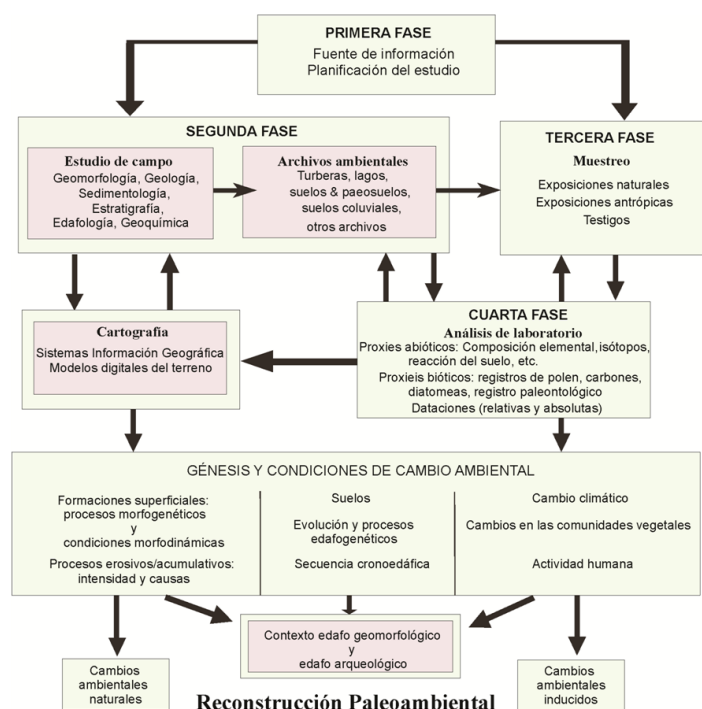 PRIMERA FASE
Fuente de información
Planificación del estudio
SEGUNDA FASE
Estudio de campo
Geomorfología, Geología,
Sedimentología,
Estratigrafía,
Edafología, Geoquímica
Archivos ambientales
Turberas, lagos,
suelos & paeosuelos,
suelos coluviales,
otros archivos
TERCERA FASE
Muestreo
Exposiciones naturales
Exposiciones antrópicas
Testigos
Cartografía
Sistemas Información Geográfica
Modelos digitales del terreno
CUARTA FASE
Análisis de laboratorio
Proxies abióticos: Composición elemental, isótopos,
reacción del suelo, etc.
Proxieis bióticos: registros de polen, carbones,
diatomeas, registro paleontológico
Dataciones (relativas y absolutas)
GÉNESIS Y CONDICIONES DE CAMBIO AMBIENTAL
Formaciones superficiales:
procesos morfogenéticos
y
condiciones morfodinámicas
Procesos erosivos/acumulativos:
intensidad y causas
Suelos
Evolución y procesos
edafogenéticos
Secuencia cronoedáfica
Cambio climático
Cambios en las comunidades vegetales
Actividad humana
Contexto edafo geomorfológico
y
edafo arqueológico
Cambios
ambientales
naturales
Cambios
ambientales
inducidos
Reconstrucción Paleoambiental